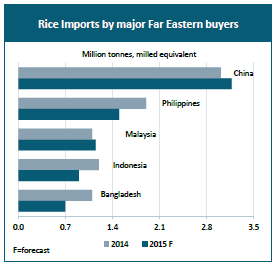 Rice Imports by major Far Eastern buyers
Million tonnes, milled equivalent
China
Philippines
Malaysia
Indonesia
Bangladesh
0.0 0.7 1.4 2.1 2.8 3.5
F=forecast
2014 2015 F